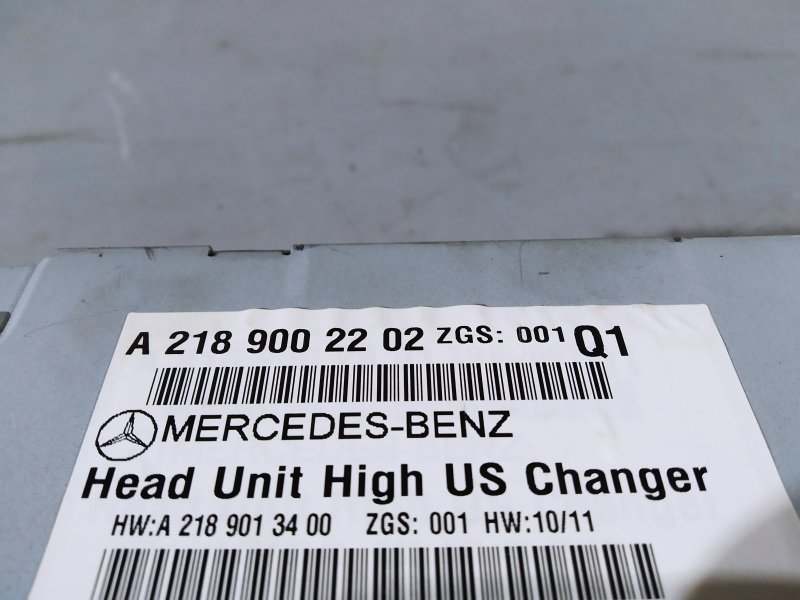 A 218 900 22 02 ZGS: 001 Q1
MERCEDES-BENZ
Head Unit High US Changer
HW:A 218 901 34 00 ZGS: 001 HW:10/11